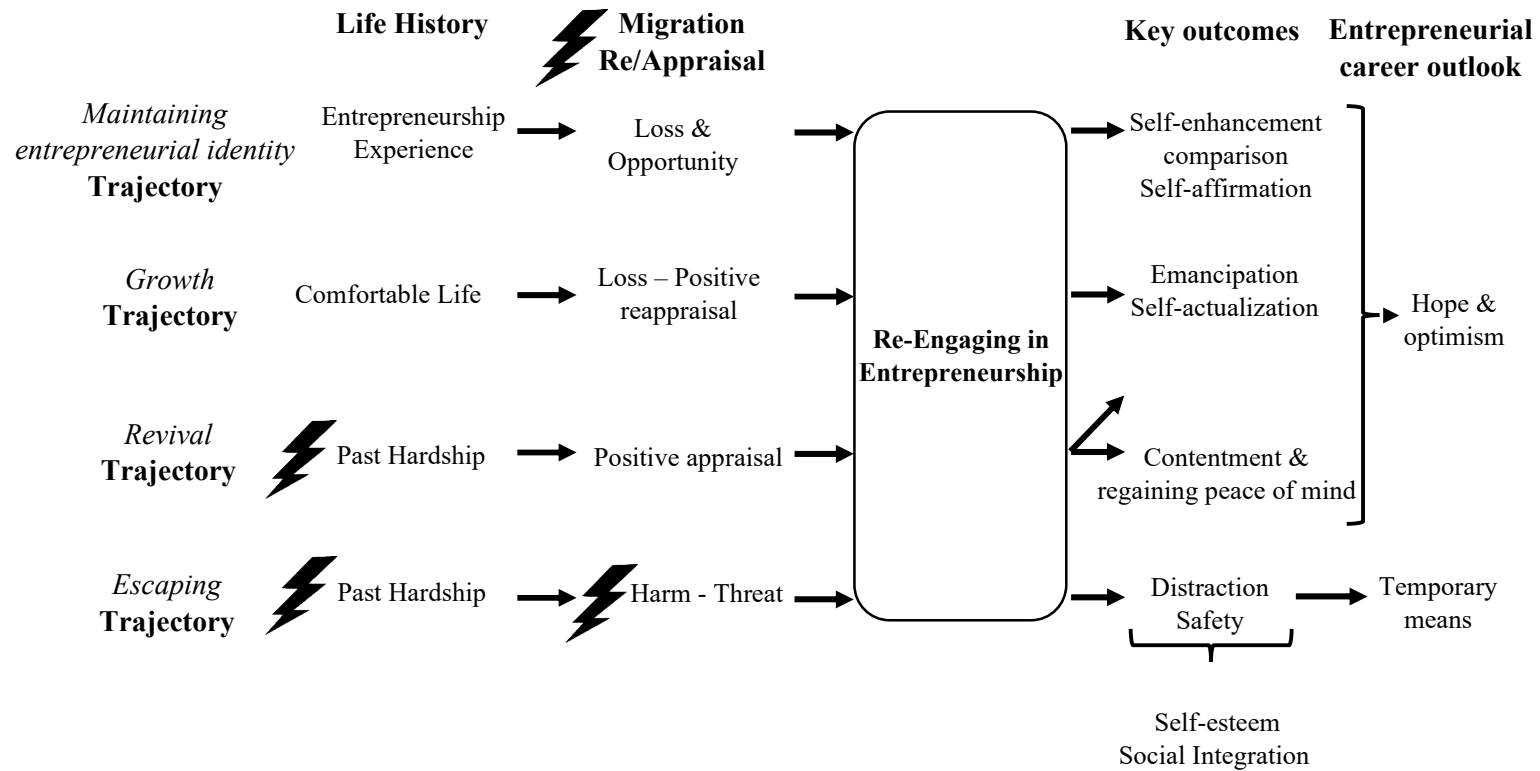 Life History
Migration
Re/Appraisal
Key outcomes
Entrepreneurial
career outlook
Maintaining
entrepreneurial identity
Trajectory
Entrepreneurship
Experience
Loss &
Opportunity
Self-enhancement
comparison
Self-affirmation
Growth
Trajectory
Comfortable Life
Loss – Positive
reappraisal
Emancipation
Self-actualization
Hope &
optimism
Re-Engaging in
Entrepreneurship
Revival
Trajectory
Past Hardship
Positive appraisal
Contentment &
regaining peace of mind
Escaping
Trajectory
Past Hardship
Harm - Threat
Distraction
Safety
Temporary
means
Self-esteem
Social Integration